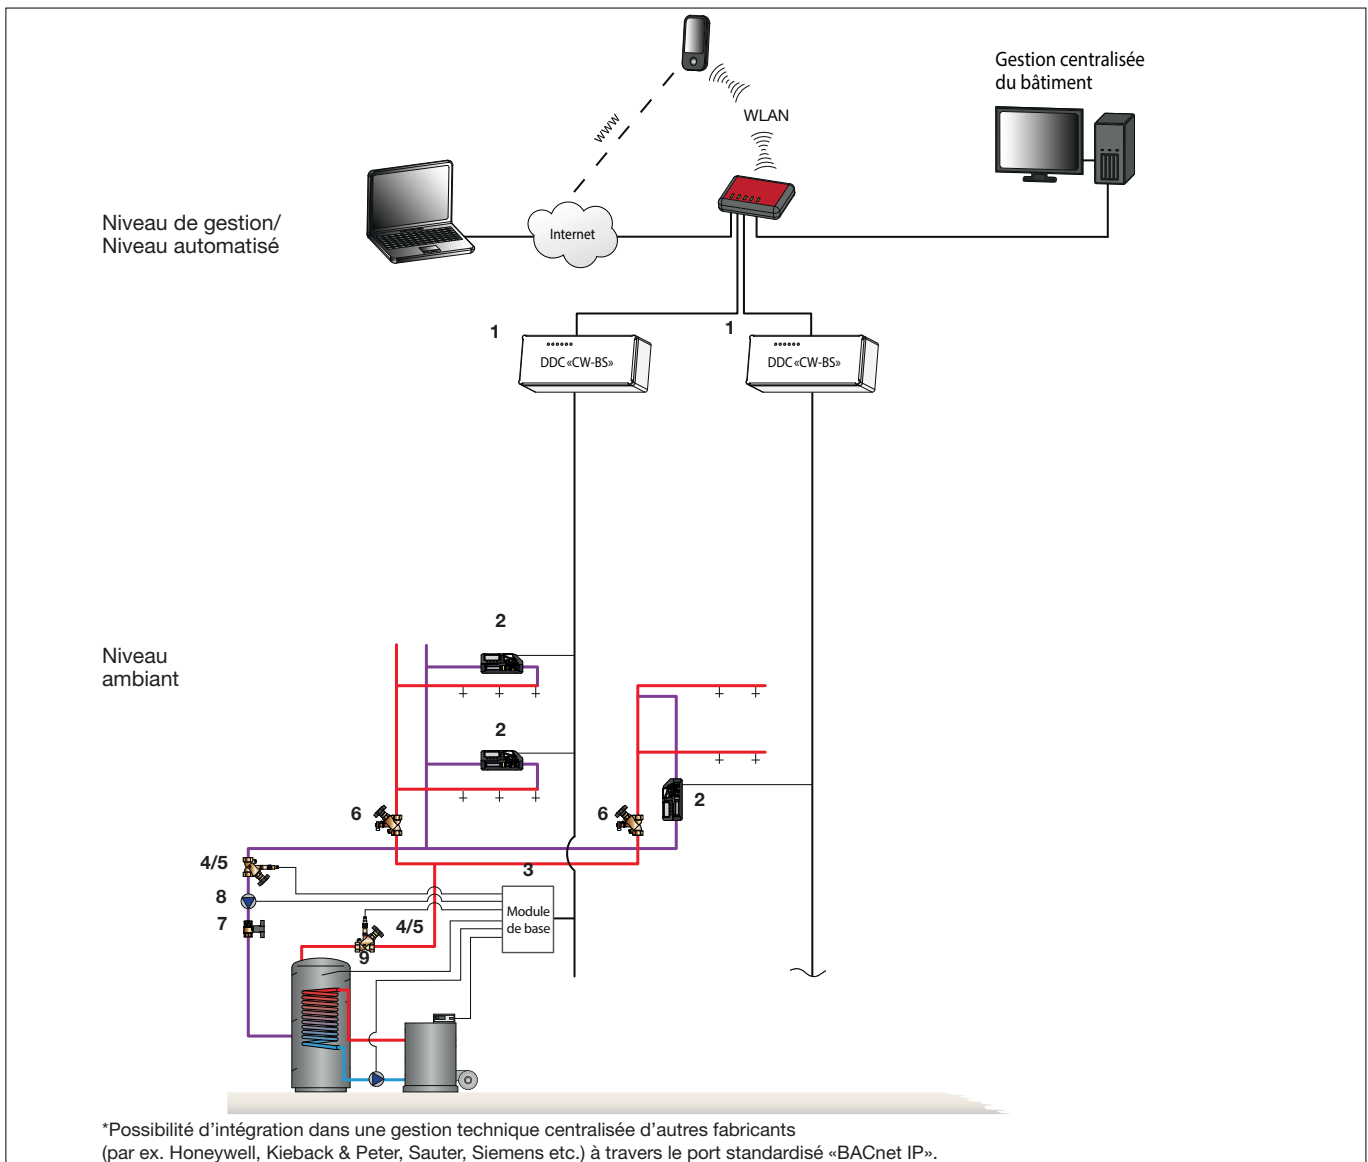 Gestion centralisée
du bâtiment
WLAN
www
Niveau de gestion/
Niveau automatisé
Internet
1
1
DDC «CW-BS»
DDC «CW-BS»
2
Niveau
ambiant
2
6
6
2
4/5
3
8
7
4/5
Module
de base
9
*Possibilité d’intégration dans une gestion technique centralisée d’autres fabricants
(par ex. Honeywell, Kieback & Peter, Sauter, Siemens etc.) à travers le port standardisé «BACnet IP».